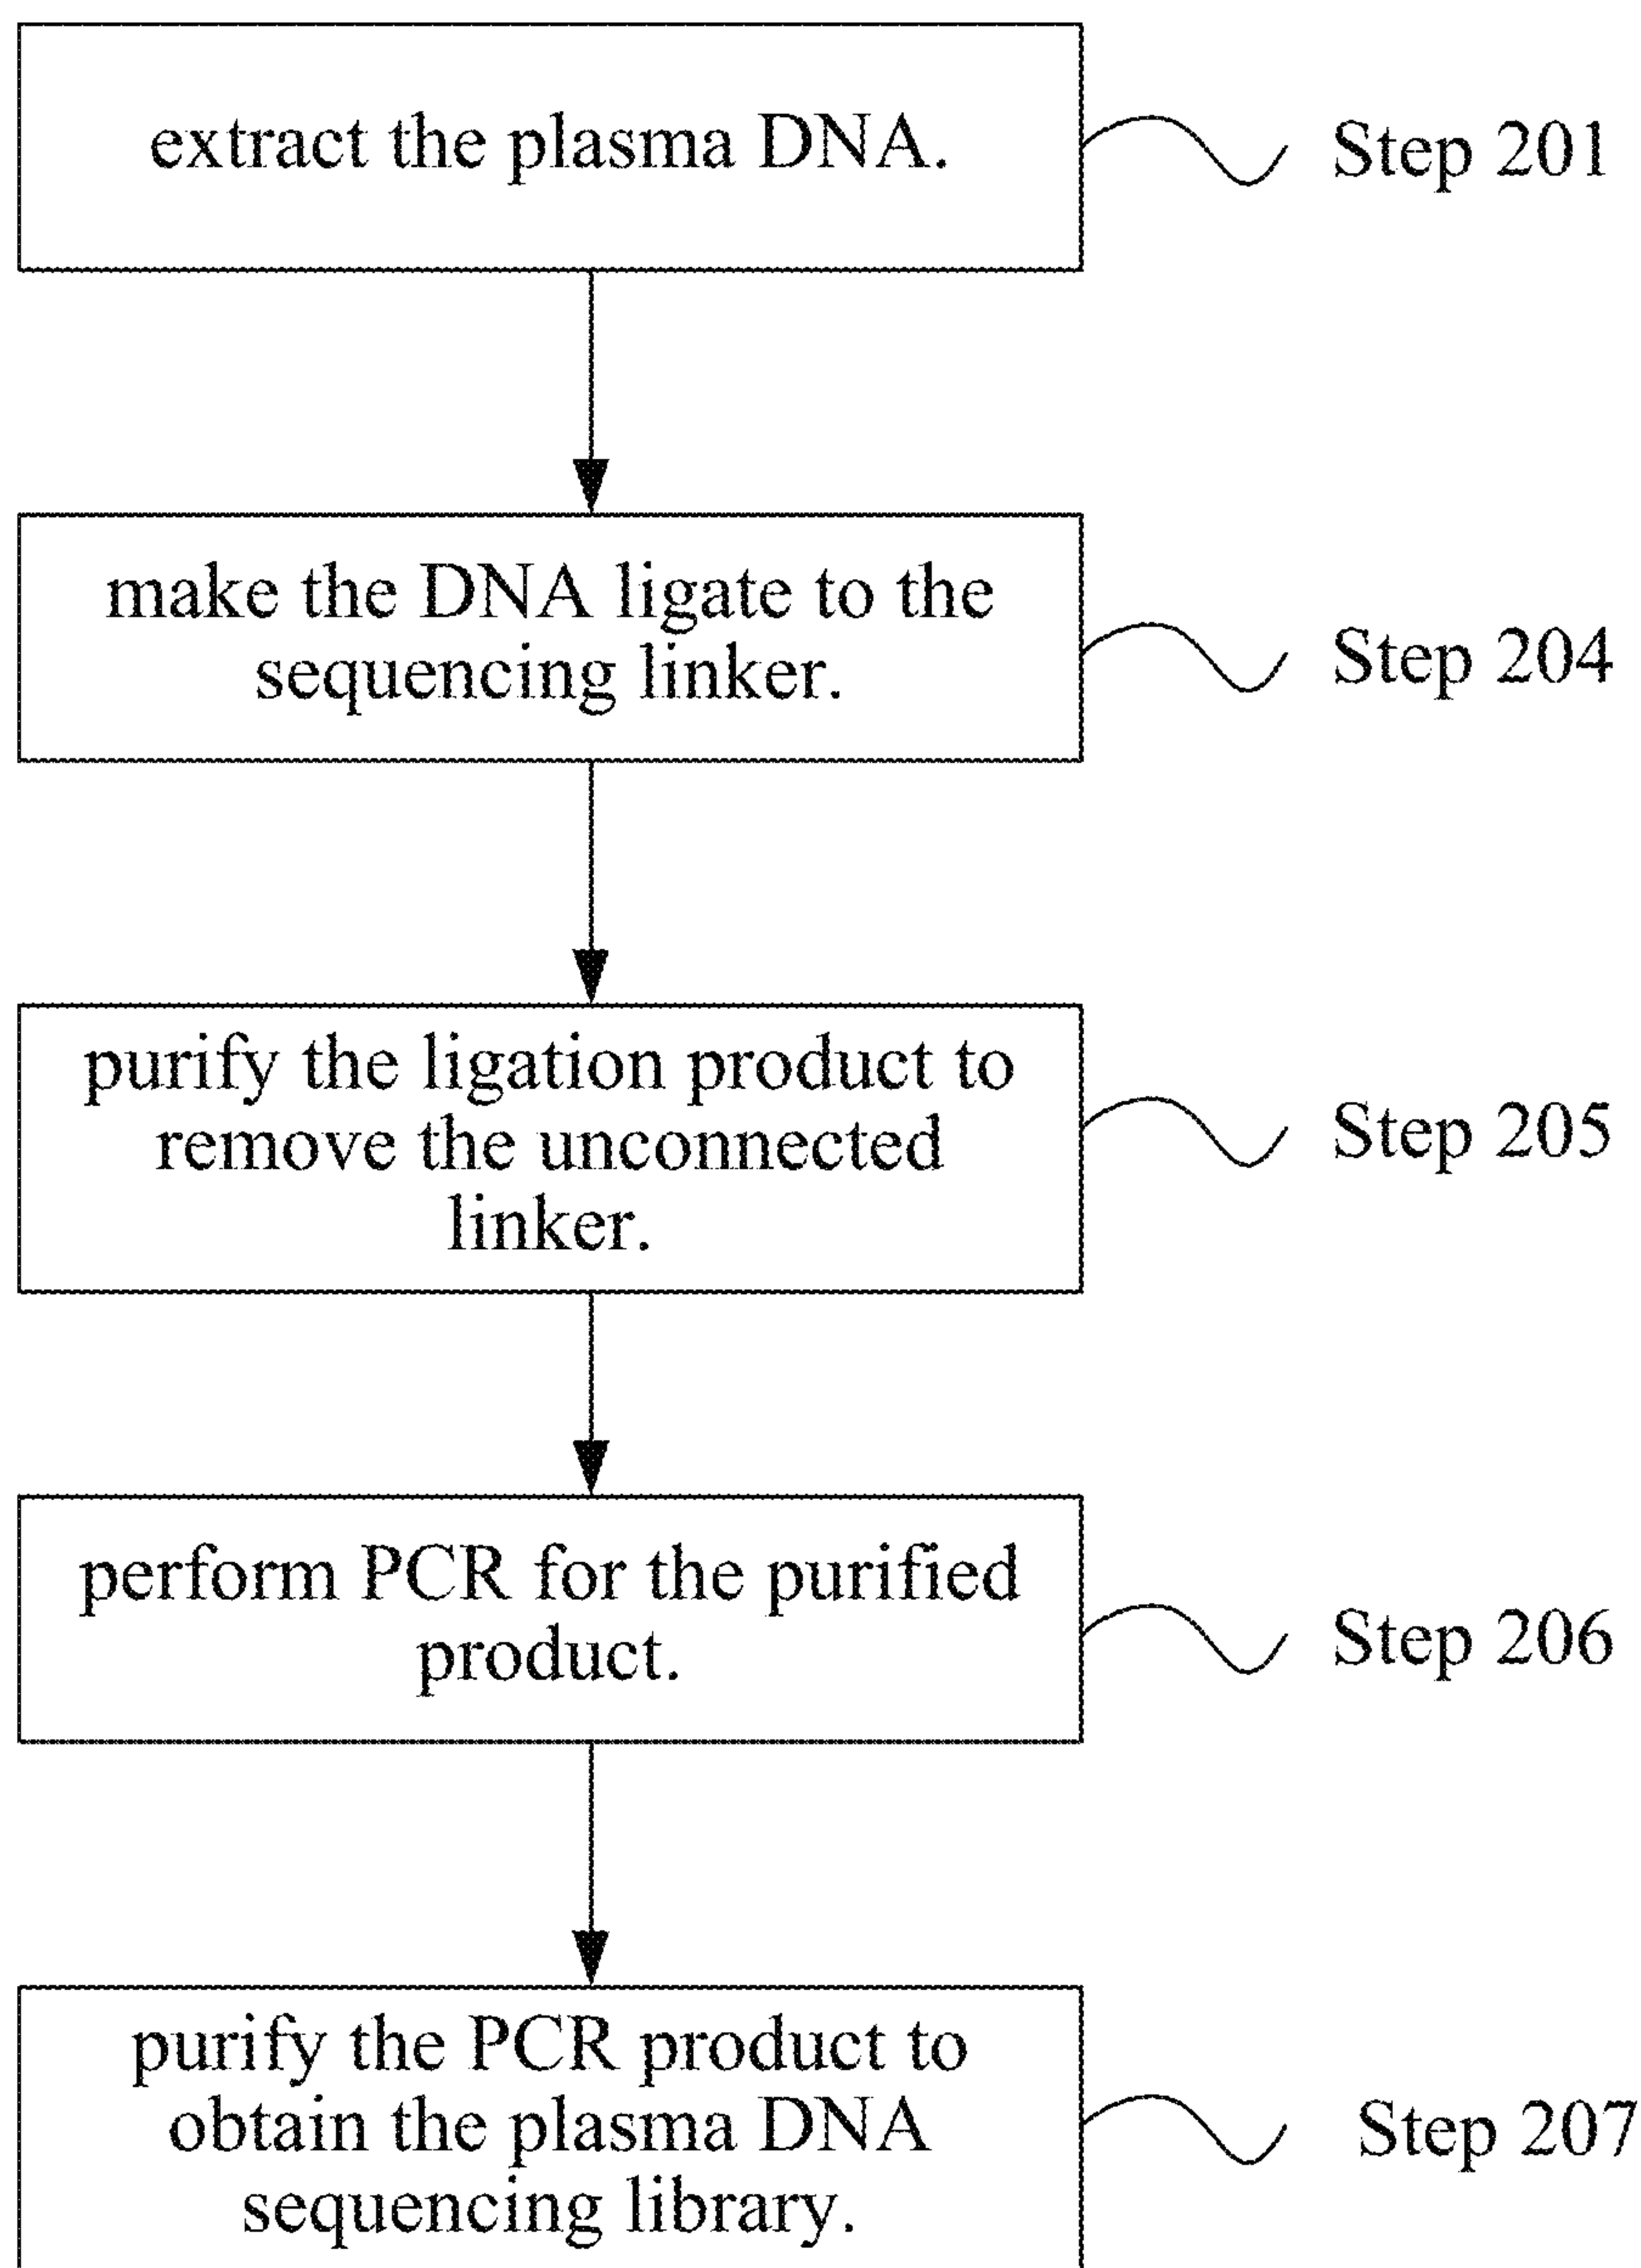 extract the plasma DNA.
Step 201
make the DNA ligate to the
sequencing linker.
Step 204
purify the ligation product to
remove the unconnected
linker.
Step 205
perform PCR for the purified
product.
Step 206
purify the PCR product to
obtain the plasma DNA
sequencing library.
Step 207